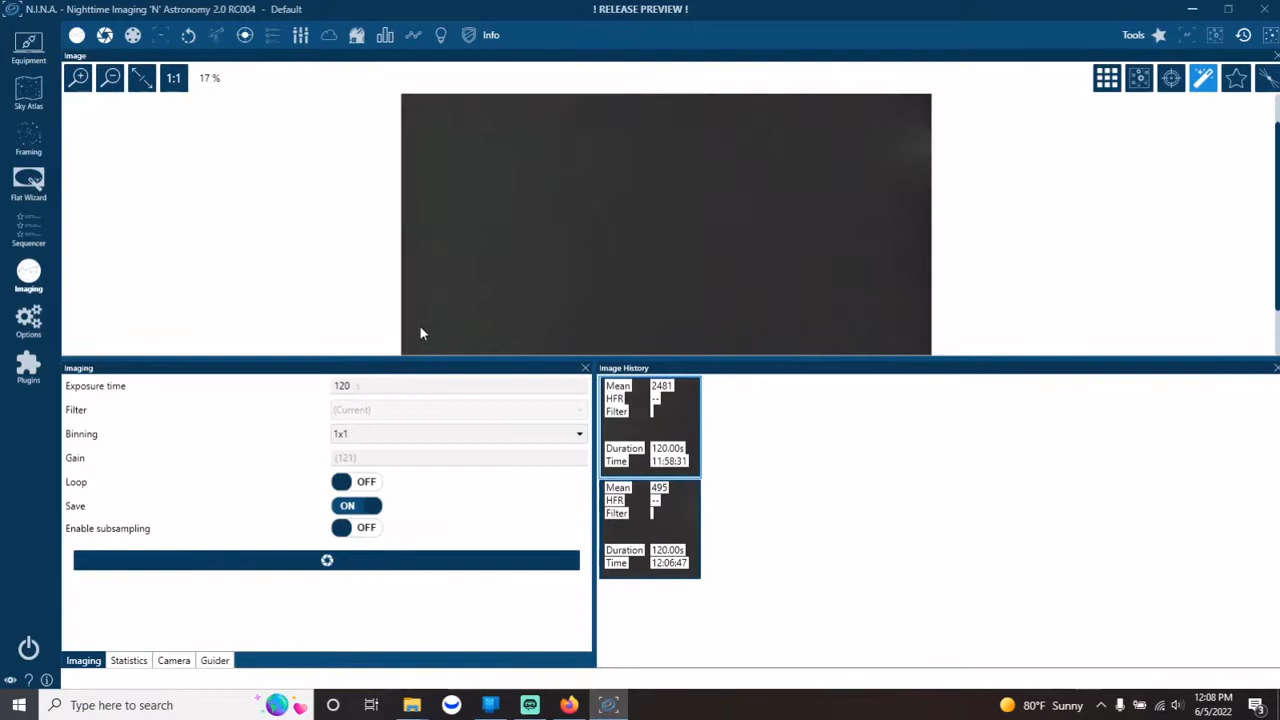 N.I.N.A. - Nighttime Imaging 'N' Astronomy 2.0 RC004 - Default
! RELEASE PREVIEW !
Equipment
Info
Tools
Image
1:1
17 %
Sky Atlas
Framing
Flat Wizard
Sequencer
Imaging
Options
Plugins
Imaging
Exposure time
120 s
Filter
(Current)
Binning
1x1
Gain
(121)
Loop
OFF
Save
ON
Enable subsampling
OFF
Imaging
Statistics
Camera
Guider
Image History
Mean 2481
HFR --
Filter
Duration 120.00s
Time 11:58:31
Mean 495
HFR --
Filter
Duration 120.00s
Time 12:06:47
Type here to search
80°F Sunny
12:08 PM
6/5/2022
3